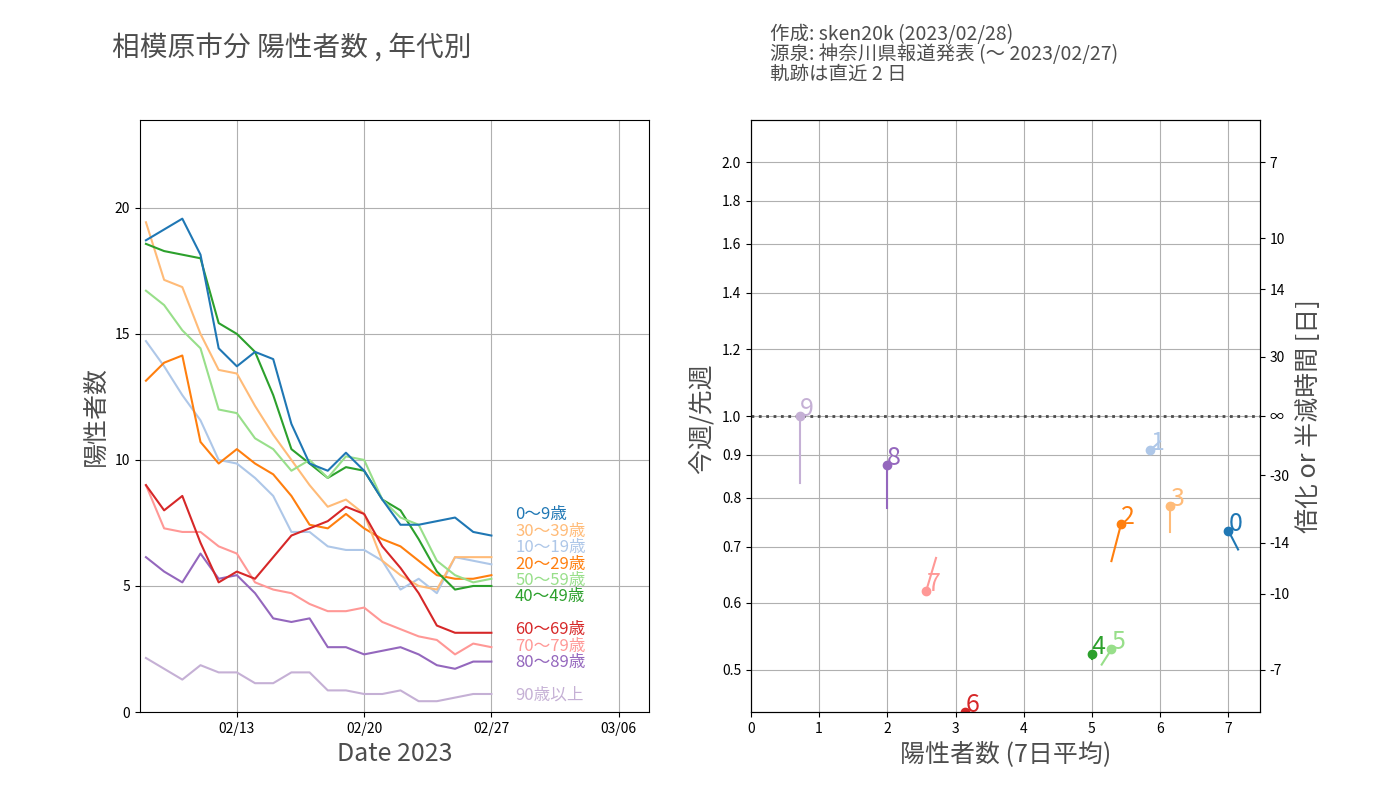 相模原市分 陽性者数 , 年代別
作成: sken20k (2023/02/28)
源泉: 神奈川県報道発表 (〜 2023/02/27)
軌跡は直近 2 日
陽性者数
20
15
10
5
0
02/13
02/20
02/27
03/06
Date 2023
0〜9歳
30〜39歳
10〜19歳
20〜29歳
50〜59歳
40〜49歳
60〜69歳
70〜79歳
80〜89歳
90歳以上
今週/先週
2.0
1.8
1.6
1.4
1.2
1.0
0.9
0.8
0.7
0.6
0.5
9
8
7
6
4
5
2
1
3
0
0
1
2
3
4
5
6
7
陽性者数 (7日平均)
7
10
14
30
∞
-30
-14
-10
-7
倍化 or 半減時間 [日]